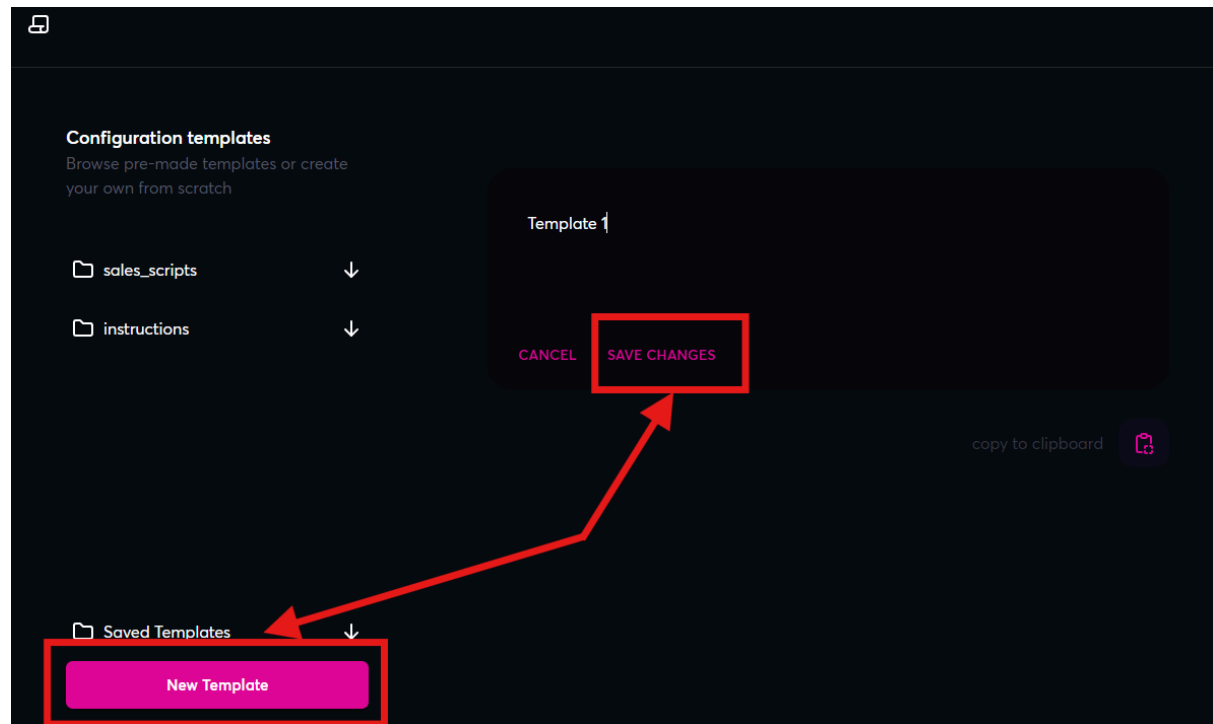 Configuration templates
Browse pre-made templates or create
your own from scratch
sales_scripts
instructions
Template 1
CANCEL SAVE CHANGES
copy to clipboard
Saved Templates
New Template